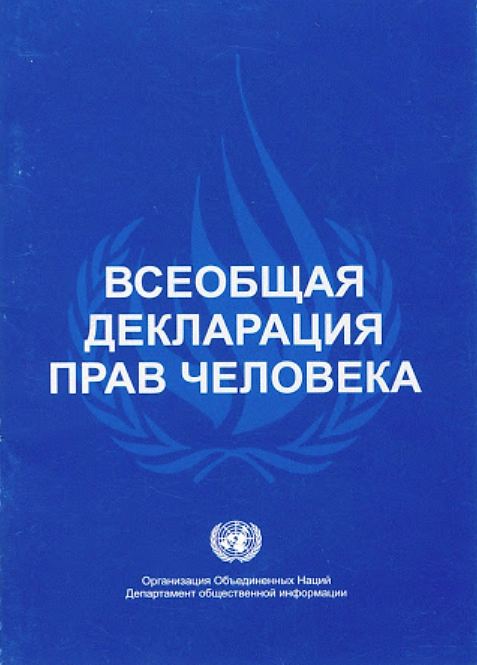 ВСЕОБЩАЯ
ДЕКЛАРАЦИЯ
ПРАВ ЧЕЛОВЕКА
Организация Объединенных Наций
Департамент общественной информации